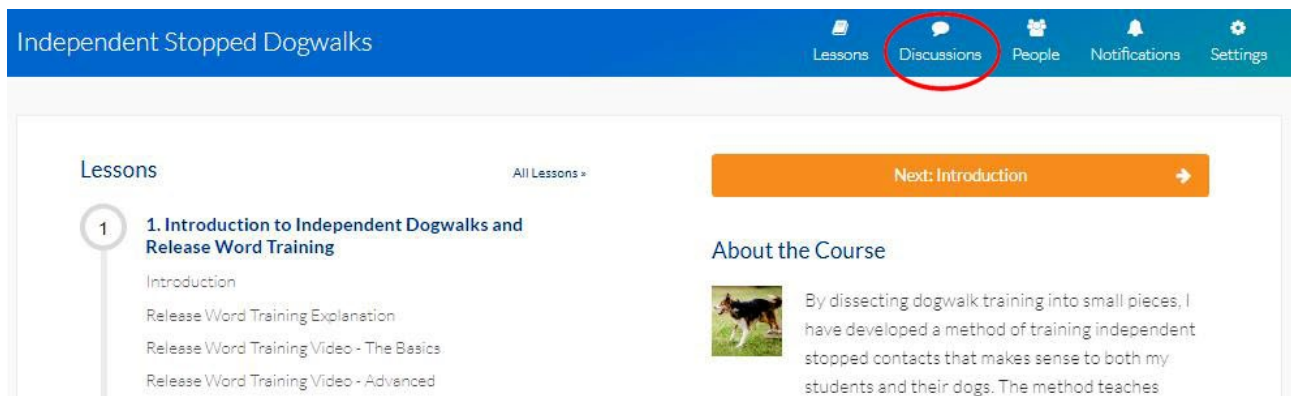 Independent Stopped Dogwalks
Lessons
Discussions
People
Notifications
Settings
Lessons
All Lessons »
1
1. Introduction to Independent Dogwalks and
Release Word Training
Introduction
Release Word Training Explanation
Release Word Training Video - The Basics
Release Word Training Video - Advanced
Next: Introduction
About the Course
By dissecting dogwalk training into small pieces, I
have developed a method of training independent
stopped contacts that makes sense to both my
students and their dogs. The method teaches